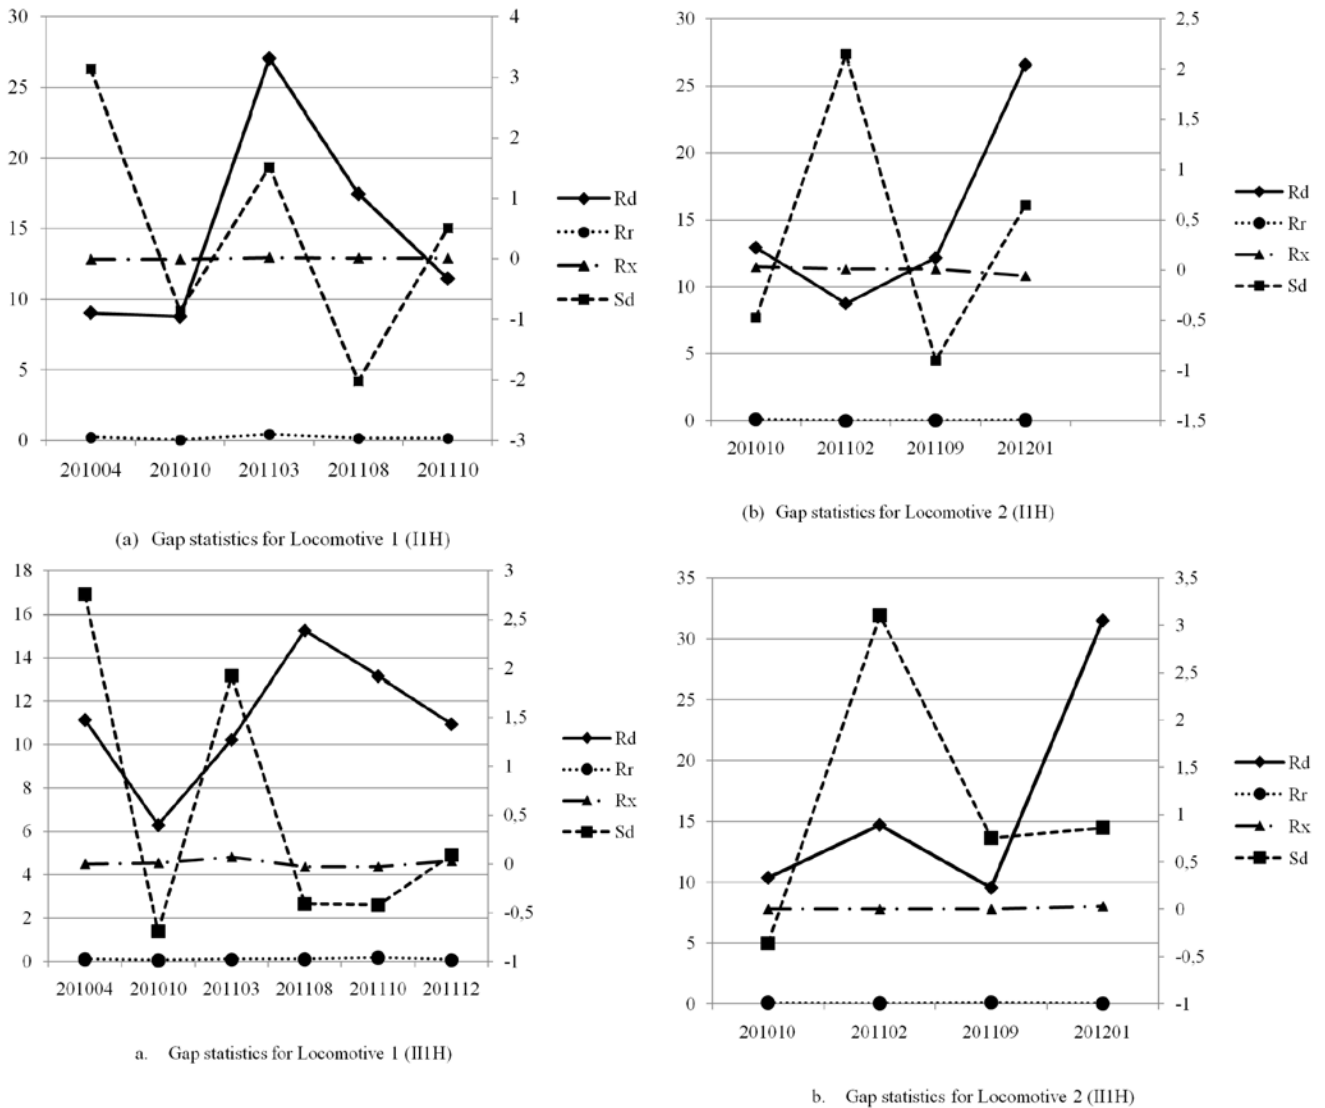 30
25
20
15
10
5
0
4
3
2
1
0
-1
-2
-3
201004 201010 201103 201108 201110
Rd
Rr
Rx
Sd
(a) Gap statistics for Locomotive 1 (I1H)
30
25
20
15
10
5
0
2,5
2
1,5
1
0,5
0
-0,5
-1
-1,5
201010 201102 201109 201201
Rd
Rr
Rx
Sd
(b) Gap statistics for Locomotive 2 (I1H)
18
16
14
12
10
8
6
4
2
0
3
2,5
2
1,5
1
0,5
0
-0,5
-1
201004 201010 201103 201108 201110 201112
Rd
Rr
Rx
Sd
a. Gap statistics for Locomotive 1 (II1H)
35
30
25
20
15
10
5
0
3,5
3
2,5
2
1,5
1
0,5
0
-0,5
-1
201010 201102 201109 201201
Rd
Rr
Rx
Sd
b. Gap statistics for Locomotive 2 (II1H)